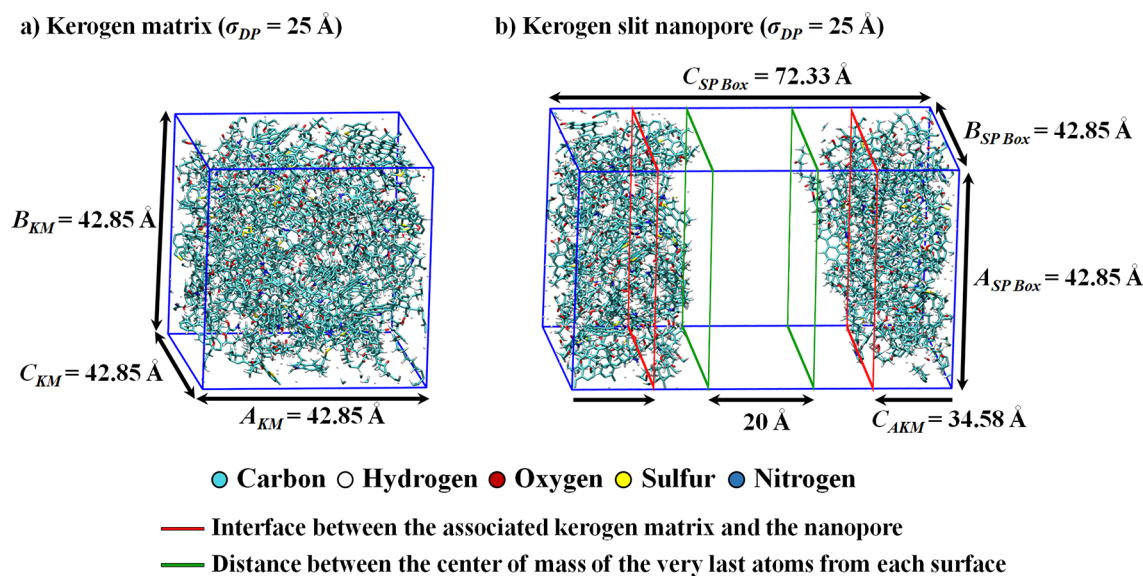 a) Kerogen matrix (σDP = 25 Å)
b) Kerogen slit nanopore (σDP = 25 Å)
CSP Box = 72.33 Å
BSP Box = 42.85 Å
BKM = 42.85 Å
ASP Box = 42.85 Å
CKM = 42.85 Å
AKM = 42.85 Å
20 Å
CAKM = 34.58 Å
Carbon Hydrogen Oxygen Sulfur Nitrogen
Interface between the associated kerogen matrix and the nanopore
Distance between the center of mass of the very last atoms from each surface